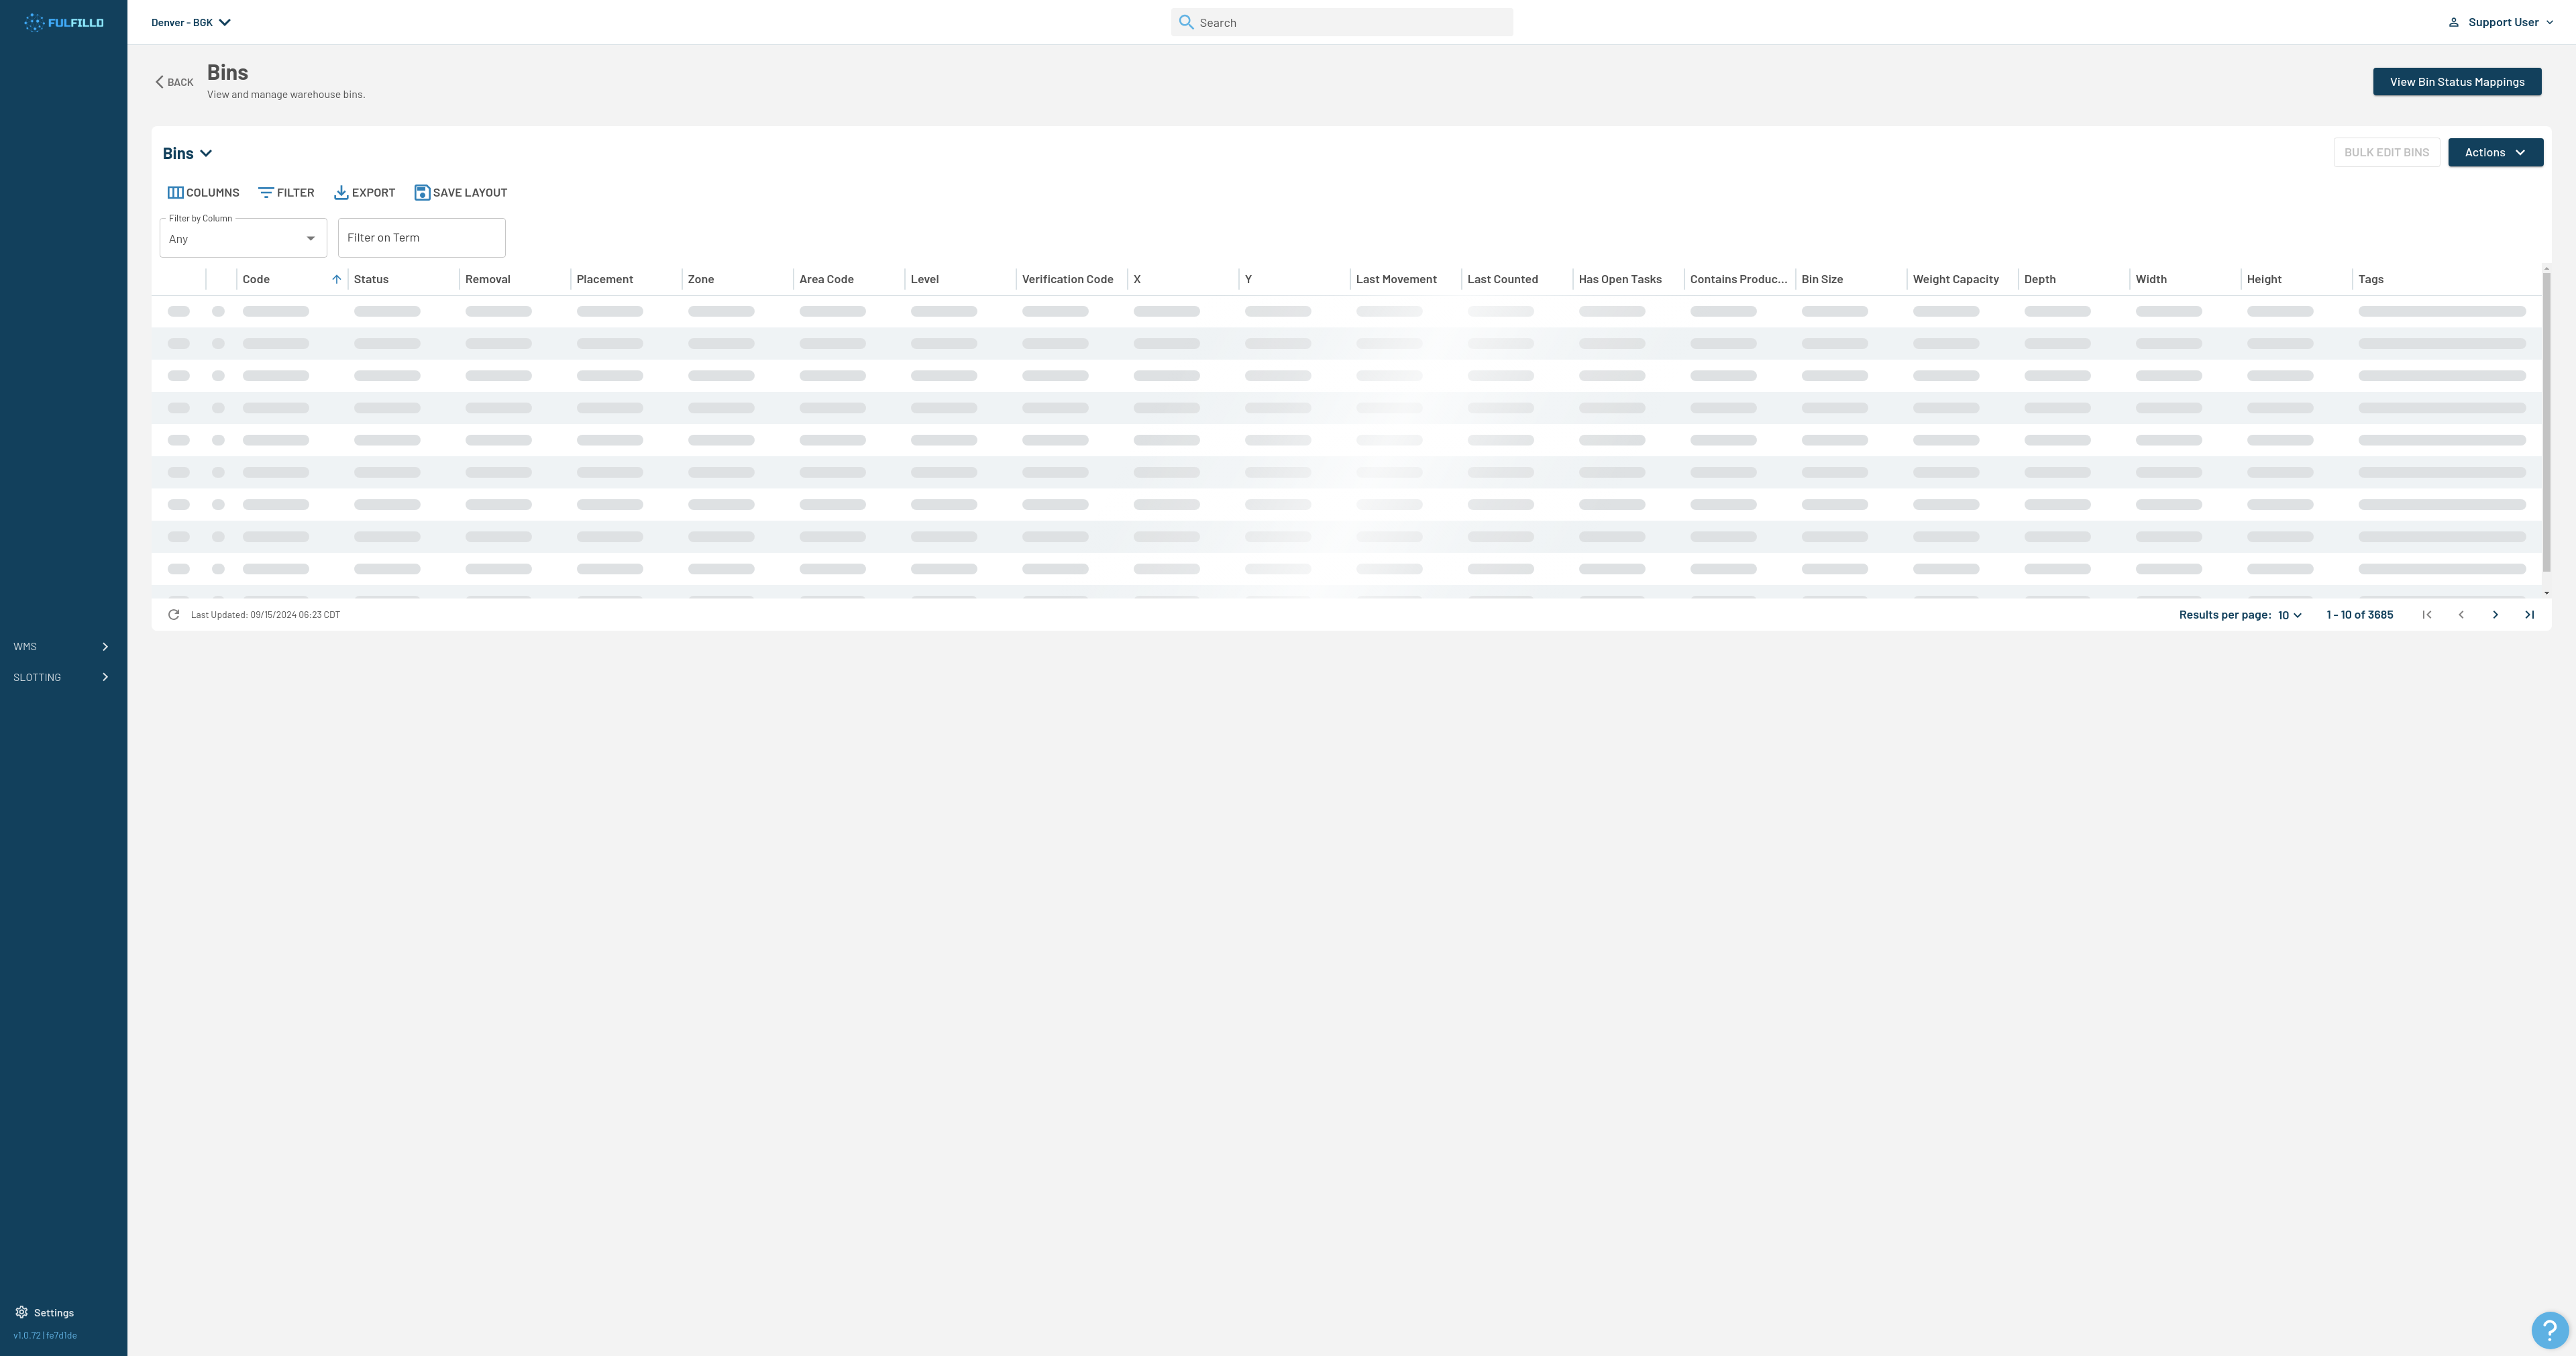 FULFILLD
Denver - BGK
Search
Support User
BACK
Bins
View and manage warehouse bins.
View Bin Status Mappings
Bins
BULK EDIT BINS
Actions
COLUMNS FILTER EXPORT SAVE LAYOUT
Filter by Column
Any
Filter on Term
Code Status Removal Placement Zone Area Code Level Verification Code X Y Last Movement Last Counted Has Open Tasks Contains Produc... Bin Size Weight Capacity Depth Width Height Tags
Last Updated: 09/15/2024 06:23 CDT
Results per page: 10 1 - 10 of 3685
WMS
SLOTTING
Settings
v1.0.72 | fe7d1de